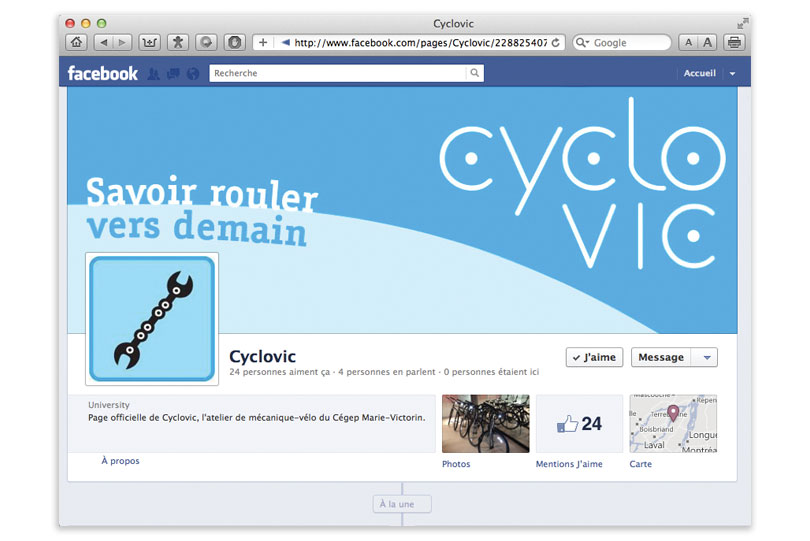 Cyclovic
http://www.facebook.com/pages/Cyclovic/228825407
Google
A A
facebook
Recherche
Accueil
cyclo
vic
Savoir rouler
vers demain
Cyclovic
24 personnes aiment ça · 4 personnes en parlent · 0 personnes étaient ici
J'aime
Message
University
Page officielle de Cyclovic, l'atelier de mécanique-vélo du Cégep Marie-Victorin.
À propos
24
Boisbriand
Laval
Longue
Montréa
Photos
Mentions J'aime
Carte
À la une